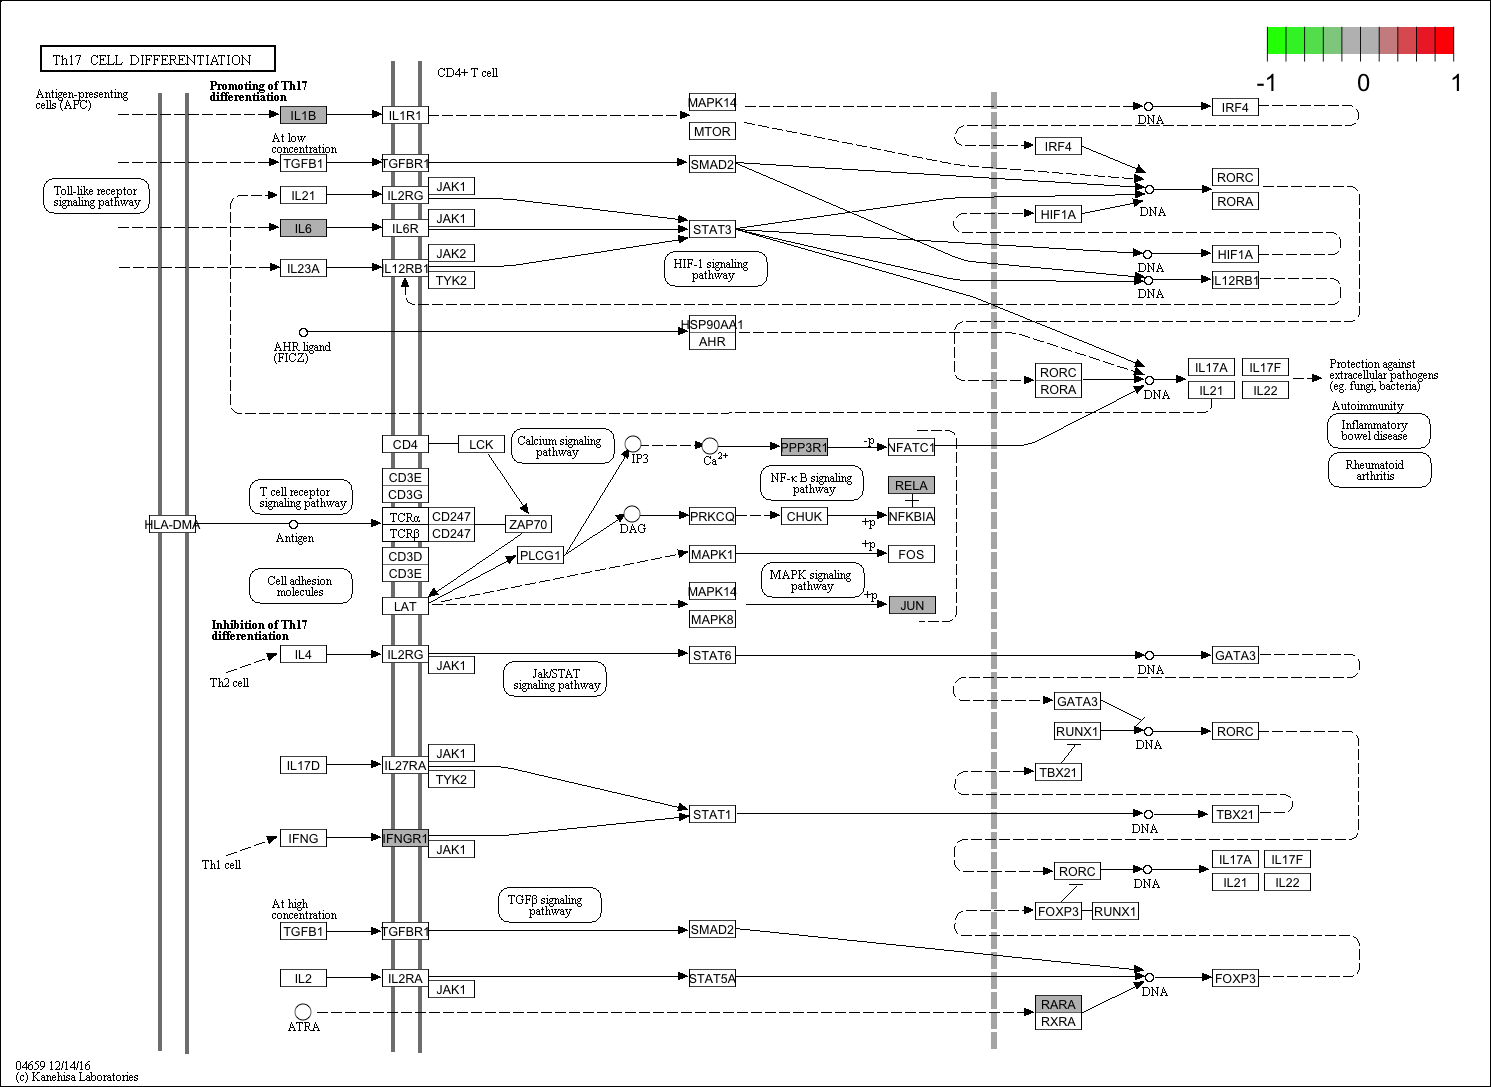 Th17 CELL DIFFERENTIATION
-1 0 1
CD4+ T cell
Antigen-presenting
cells (APC)
Promoting of Th17
differentiation
IL1B
IL1R1
MAPK14
MTOR
DNA
IRF4
IRF4
At low
concentration
TGFB1
TGFBR1
SMAD2
Toll-like receptor
signaling pathway
IL21
IL2RG
JAK1
RORC
RORA
DNA
HIF1A
IL6
IL6R
JAK1
STAT3
HIF-1 signaling
pathway
DNA
HIF1A
IL23A
IL12RB1
JAK2
TYK2
DNA
IL12RB1
AHR ligand
(FICZ)
HSP90AA1
AHR
RORC
RORA
DNA
IL17A
IL17F
IL21
IL22
Protection against
extracellular pathogens
(eg. fungi, bacteria)
Autoimmunity
Inflammatory
bowel disease
Rheumatoid
arthritis
CD4
LCK
Calcium signaling
pathway
IP3
Ca2+
PPP3R1
-p
NFATC1
CD3E
CD3G
T cell receptor
signaling pathway
NF-κB signaling
pathway
RELA
HLA-DMA
Antigen
TCRα
CD247
TCRβ
CD247
ZAP70
DAG
PRKCQ
CHUK
+p
NFKBIA
CD3D
CD3E
PLCG1
MAPK1
+p
FOS
Cell adhesion
molecules
LAT
MAPK14
MAPK8
MAPK signaling
pathway
+p
JUN
Inhibition of Th17
differentiation
Th2 cell
IL4
IL2RG
JAK1
Jak/STAT
signaling pathway
STAT6
DNA
GATA3
GATA3
RUNX1
DNA
RORC
TBX21
IL17D
IL27RA
JAK1
TYK2
STAT1
DNA
TBX21
Th1 cell
IFNG
IFNGR1
JAK1
RORC
DNA
IL17A
IL17F
IL21
IL22
FOXP3
RUNX1
At high
concentration
TGFB1
TGFBR1
TGFβ signaling
pathway
SMAD2
IL2
IL2RA
JAK1
STAT5A
DNA
FOXP3
ATRA
RARA
RXRA
04659 12/14/16
(c) Kanehisa Laboratories